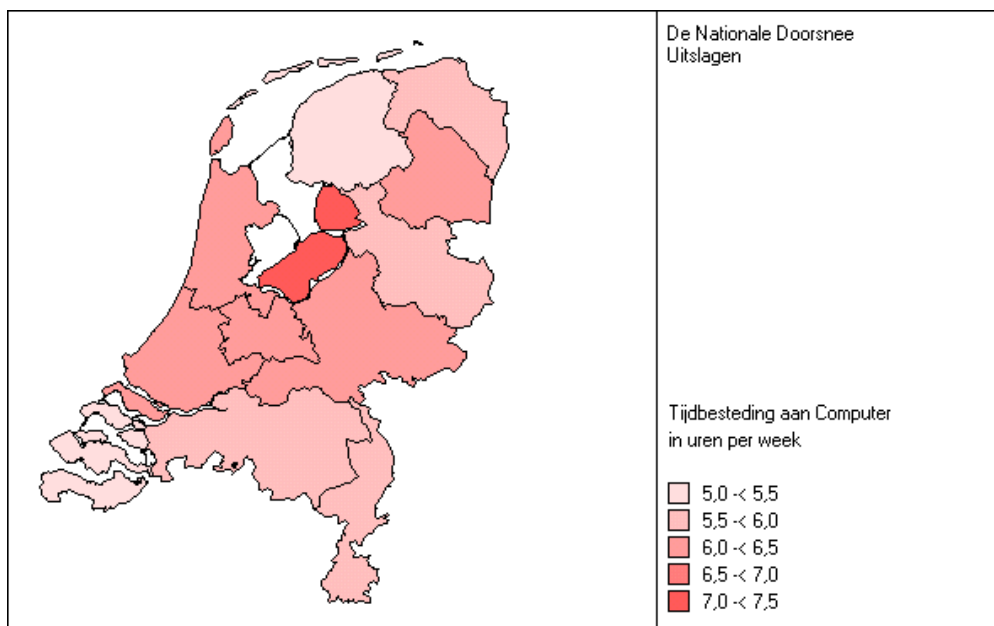 De Nationale Doorsnee
Uitslagen
Tijdbesteding aan Computer
in uren per week
5,0 -< 5,5
5,5 -< 6,0
6,0 -< 6,5
6,5 -< 7,0
7,0 -< 7,5